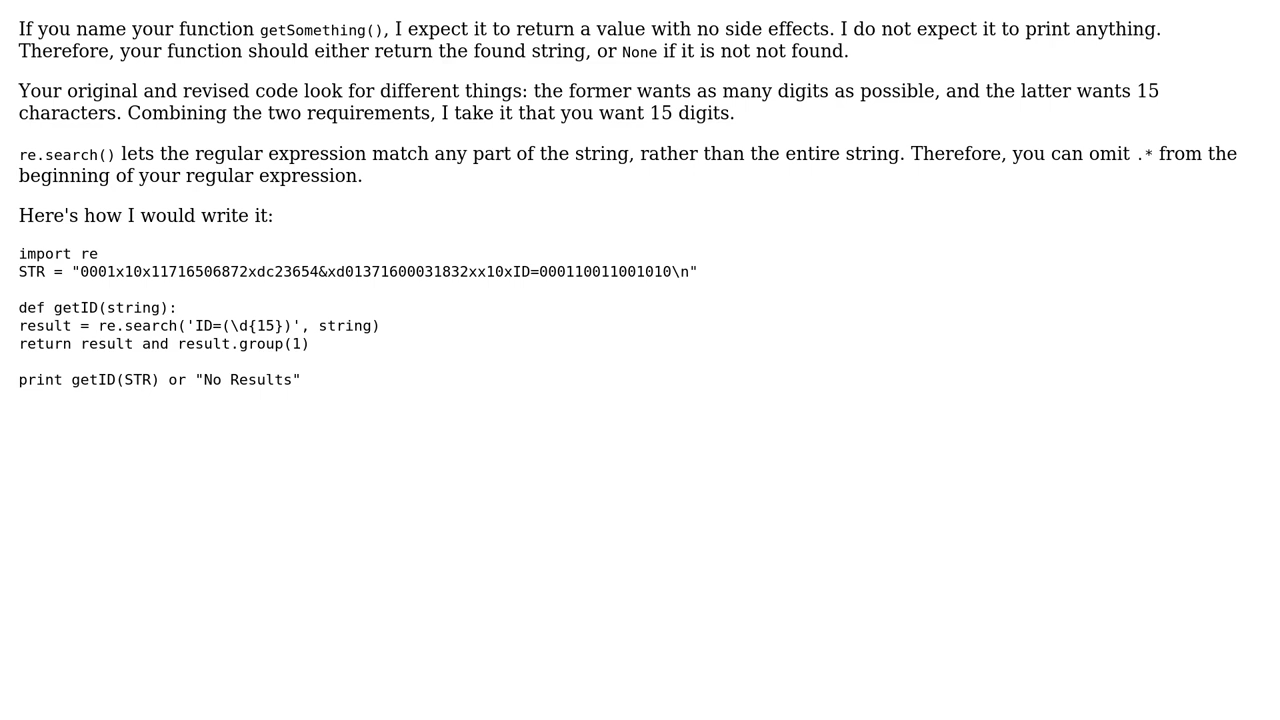 If you name your function getSomething(), I expect it to return a value with no side effects. I do not expect it to print anything.
Therefore, your function should either return the found string, or None if it is not not found.
Your original and revised code look for different things: the former wants as many digits as possible, and the latter wants 15
characters. Combining the two requirements, I take it that you want 15 digits.
re.search() lets the regular expression match any part of the string, rather than the entire string. Therefore, you can omit .* from the
beginning of your regular expression.
Here's how I would write it:
import re
STR = "0001x10x11716506872xdc23654&xd01371600031832xx10xID=000110011001010\n"
def getID(string):
result = re.search('ID=(\d{15})', string)
return result and result.group(1)
print getID(STR) or "No Results"